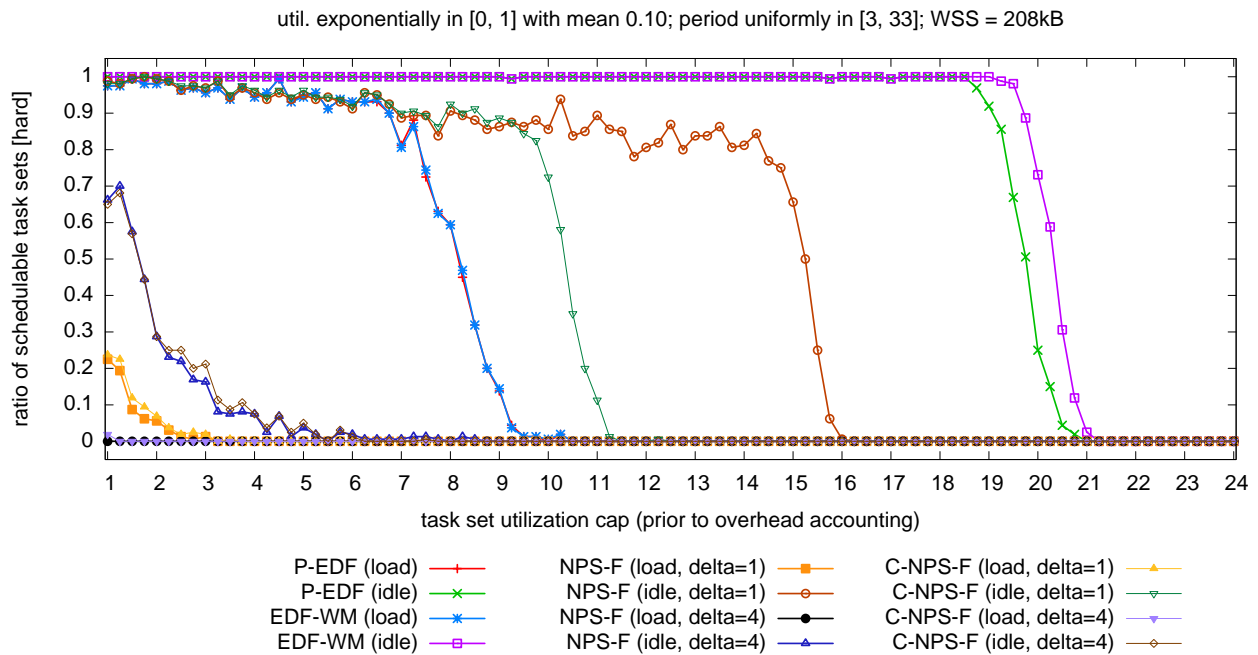 util. exponentially in [0, 1] with mean 0.10; period uniformly in [3, 33]; WSS = 208kB
ratio of schedulable task sets [hard]
1
0.9
0.8
0.7
0.6
0.5
0.4
0.3
0.2
0.1
0
1 2 3 4 5 6 7 8 9 10 11 12 13 14 15 16 17 18 19 20 21 22 23 24
task set utilization cap (prior to overhead accounting)
P-EDF (load) NPS-F (load, delta=1) C-NPS-F (load, delta=1)
P-EDF (idle) NPS-F (idle, delta=1) C-NPS-F (idle, delta=1)
EDF-WM (load) NPS-F (load, delta=4) C-NPS-F (load, delta=4)
EDF-WM (idle) NPS-F (idle, delta=4) C-NPS-F (idle, delta=4)